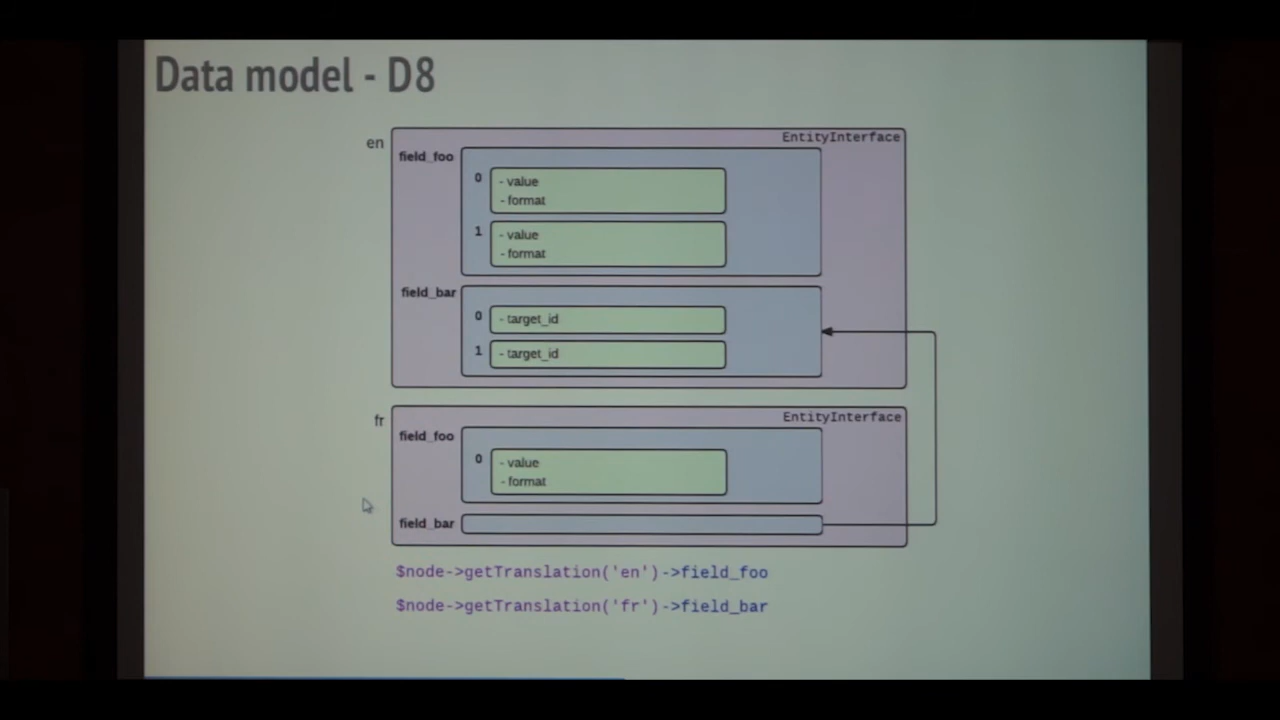 Data model - D8
en
EntityInterface
field_foo
0
- value
- format
1
- value
- format
field_bar
0
- target_id
1
- target_id
fr
EntityInterface
field_foo
0
- value
- format
field_bar
$node->getTranslation('en')->field_foo
$node->getTranslation('fr')->field_bar